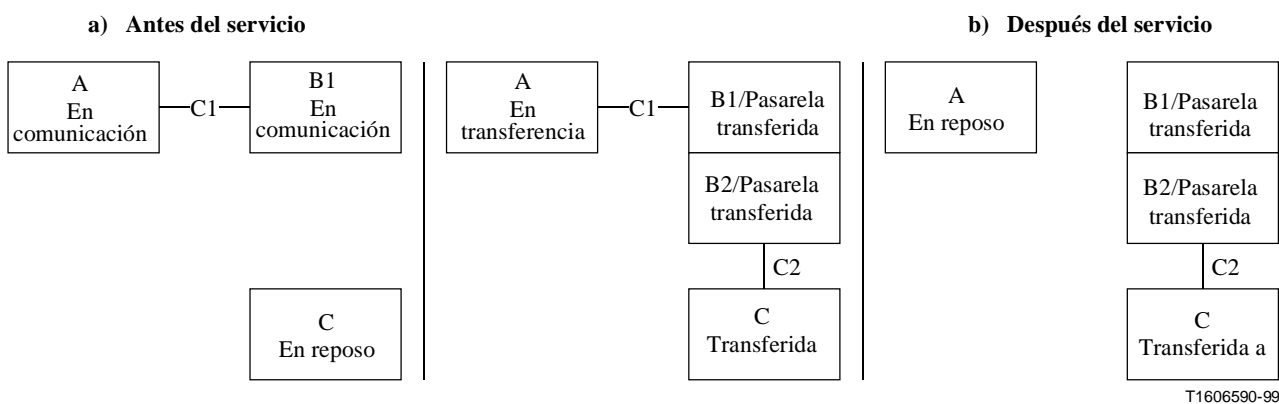 a) Antes del servicio
b) Después del servicio
A
En
comunicación
C1
B1
En
comunicación
C
En reposo
A
En
transferencia
C1
B1/Pasarela
transferida
B2/Pasarela
transferida
C2
C
Transferida
A
En reposo
B1/Pasarela
transferida
B2/Pasarela
transferida
C2
C
Transferida a
T1606590-99